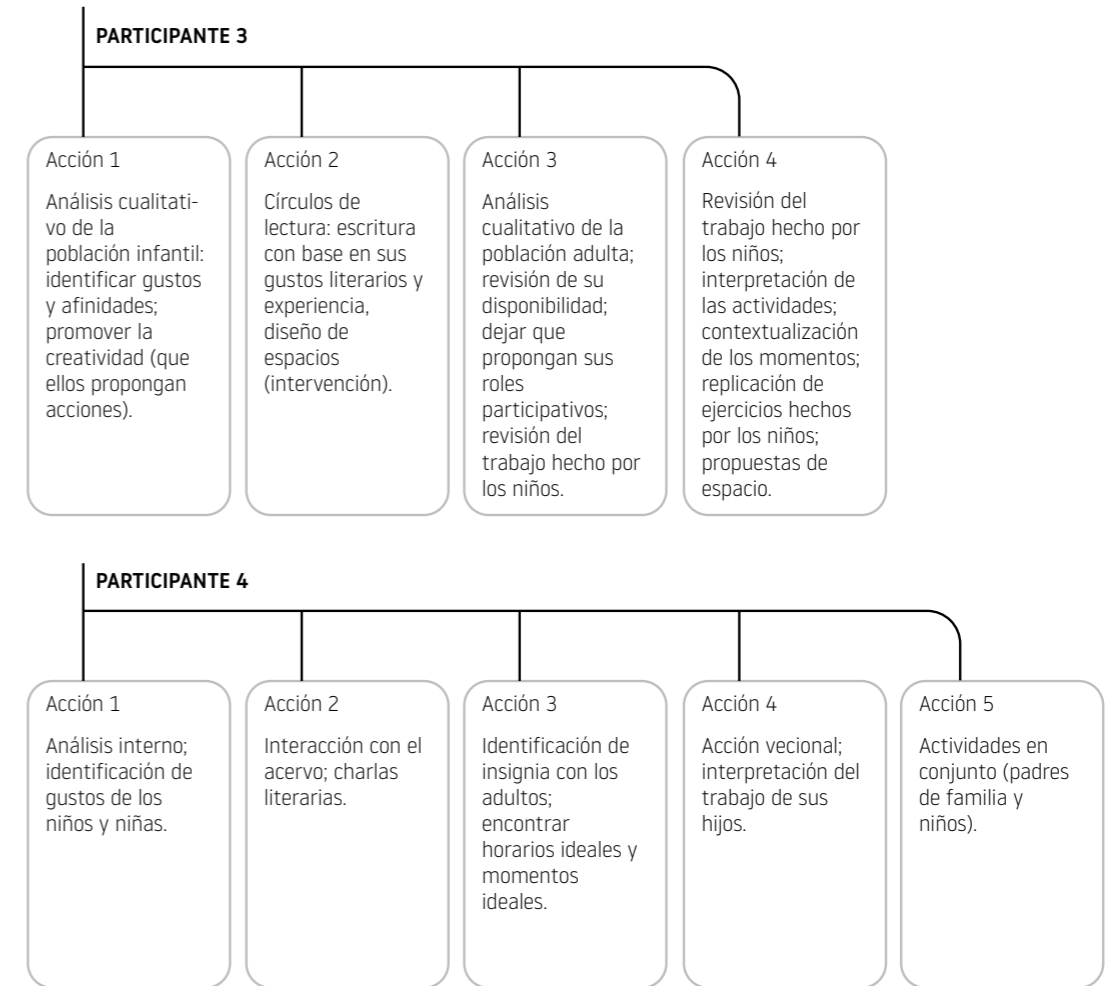 PARTICIPANTE 3
Acción 1
Análisis cualitati-
vo de la
población infantil:
identificar gustos
y afinidades;
promover la
creatividad (que
ellos propongan
acciones).
Acción 2
Círculos de
lectura: escritura
con base en sus
gustos literarios y
experiencia,
diseño de
espacios
(intervención).
Acción 3
Análisis
cualitativo de la
población adulta;
revisión de su
disponibilidad;
dejar que
propongan sus
roles
participativos;
revisión del
trabajo hecho por
los niños.
Acción 4
Revisión del
trabajo hecho por
los niños;
interpretación de
las actividades;
contextualización
de los momentos;
replicación de
ejercicios hechos
por los niños;
propuestas de
espacio.
PARTICIPANTE 4
Acción 1
Análisis interno;
identificación de
gustos de los
niños y niñas.
Acción 2
Interacción con el
acervo; charlas
literarias.
Acción 3
Identificación de
insignia con los
adultos;
encontrar
horarios ideales y
momentos
ideales.
Acción 4
Acción vecional;
interpretación del
trabajo de sus
hijos.
Acción 5
Actividades en
conjunto (padres
de familia y
niños).